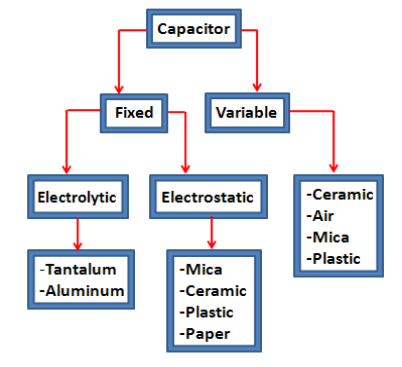 Capacitor
Fixed
Variable
Electrolytic
Electrostatic
-Ceramic
-Air
-Mica
-Plastic
-Tantalum
-Aluminum
-Mica
-Ceramic
-Plastic
-Paper